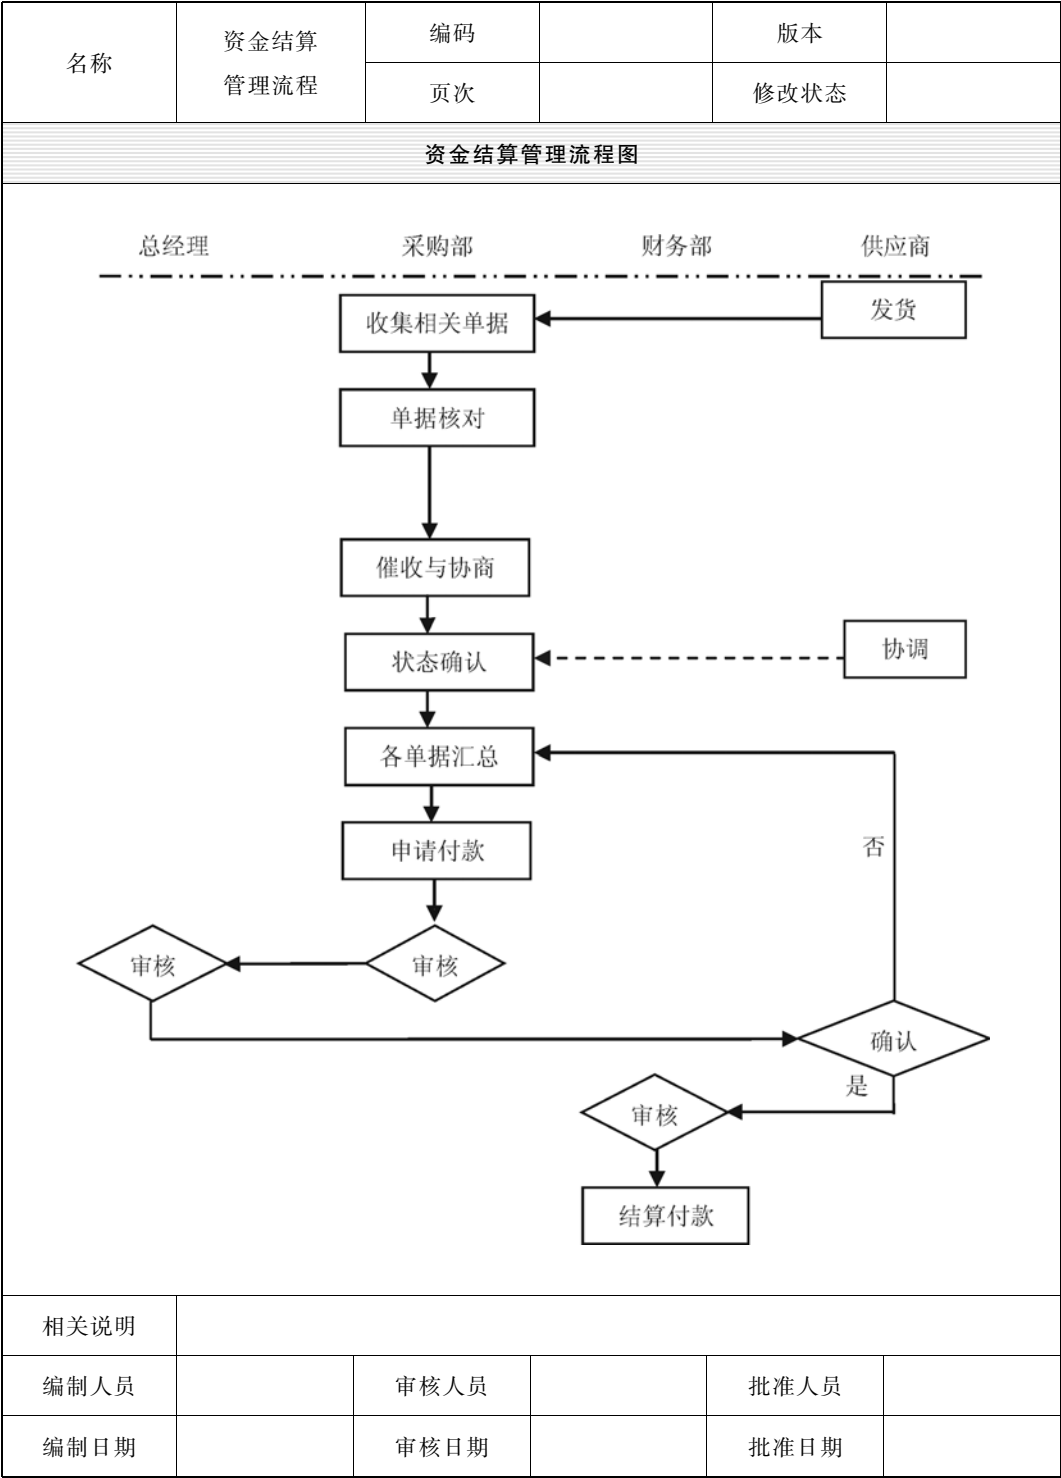 名称
资金结算
管理流程
编码
版本
页次
修改状态
资金结算管理流程图
总经理
采购部
财务部
供应商
收集相关单据
发货
单据核对
催收与协商
状态确认
协调
各单据汇总
申请付款
否
审核
审核
确认
是
审核
结算付款
相关说明
编制人员
审核人员
批准人员
编制日期
审核日期
批准日期